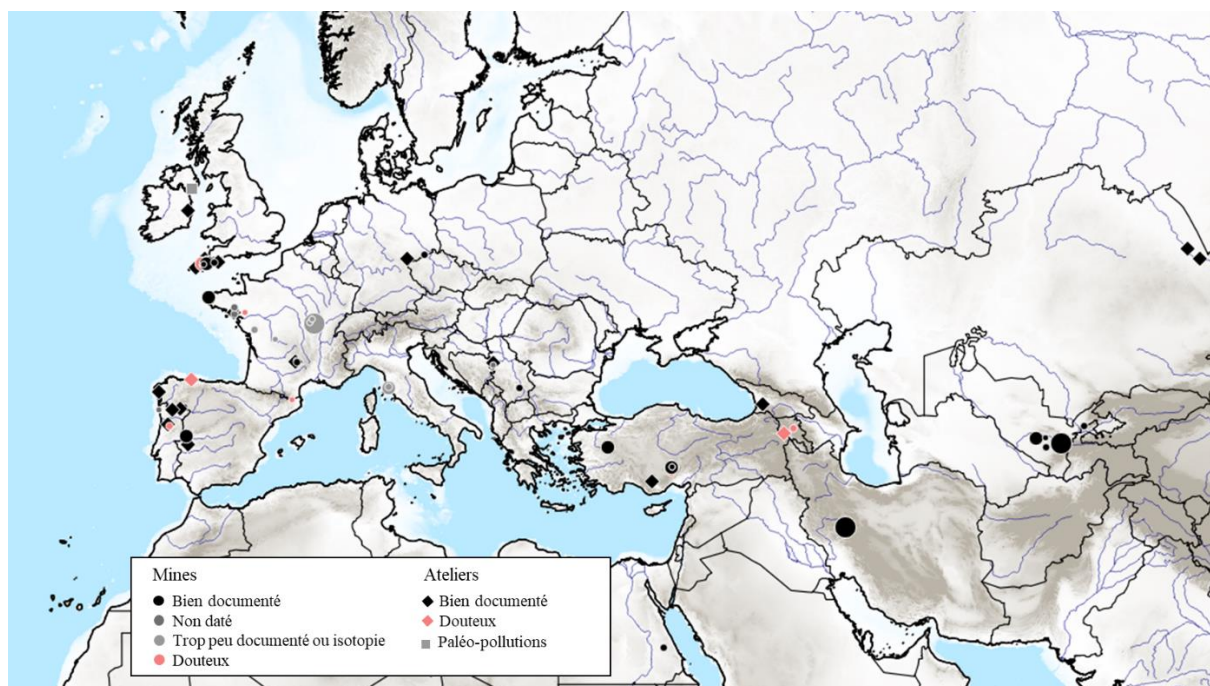 Mines
Bien documenté
Non daté
Trop peu documenté ou isotopie
Douteux
Ateliers
Bien documenté
Douteux
Paléo-pollutions